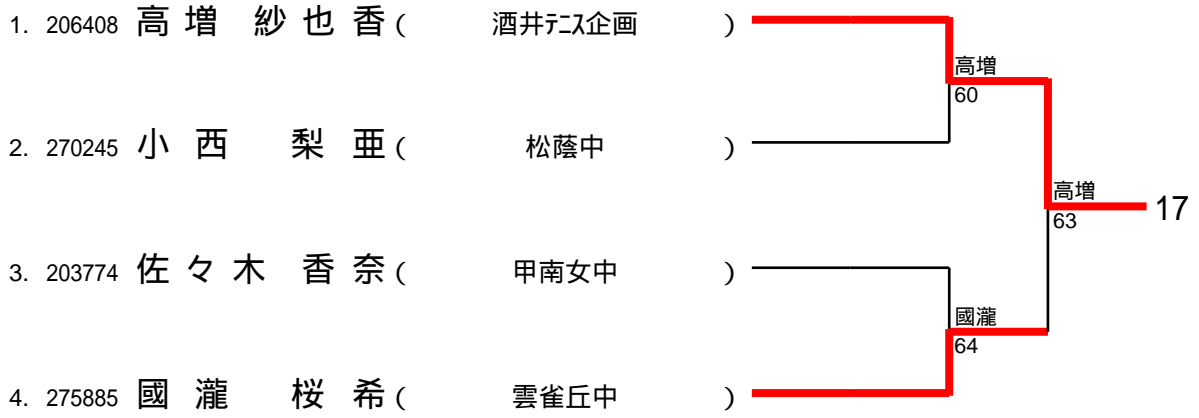 1. 206408 高増 紗也香 ( 酒井テニス企画 )
高増
60
2. 270245 小西 梨亜 ( 松蔭中 )
高増
63
17
3. 203774 佐々木 香奈 ( 甲南女中 )
國瀧
64
4. 275885 國瀧 桜希 ( 雲雀丘中 )